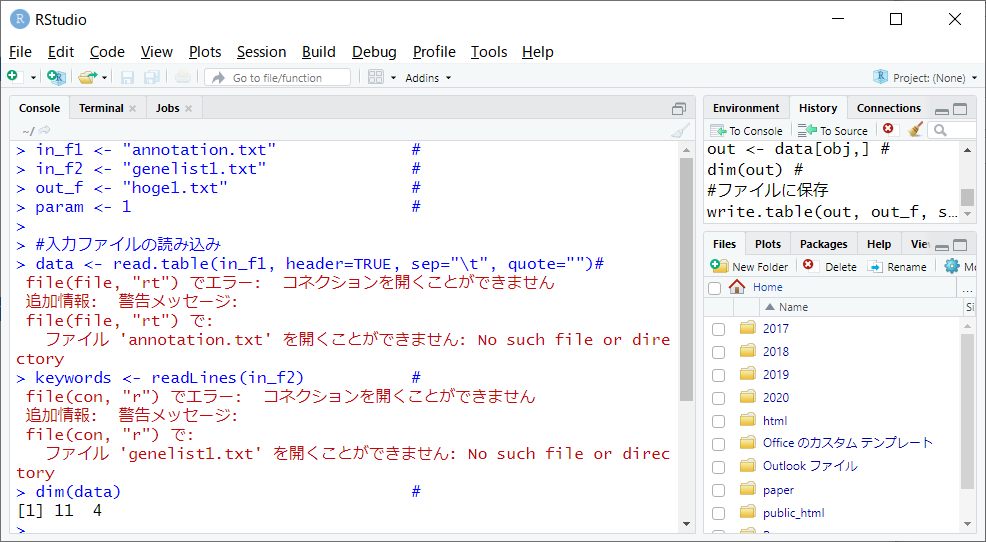 RStudio
File Edit Code View Plots Session Build Debug Profile Tools Help
Go to file/function Addins Project: (None)
Console Terminal Jobs
~/
> in_f1 <- "annotation.txt" #
> in_f2 <- "genelist1.txt" #
> out_f <- "hoge1.txt" #
> param <- 1 #
>
> #入力ファイルの読み込み
> data <- read.table(in_f1, header=TRUE, sep="\t", quote="")#
file(file, "rt") でエラー: コネクションを開くことができません
追加情報: 警告メッセージ:
file(file, "rt") で:
ファイル 'annotation.txt' を開くことができません: No such file or dire
ctory
> keywords <- readLines(in_f2) #
file(con, "r") でエラー: コネクションを開くことができません
追加情報: 警告メッセージ:
file(con, "r") で:
ファイル 'genelist1.txt' を開くことができません: No such file or direc
tory
> dim(data) #
[1] 11 4
>
Environment History Connections
To Console To Source
out <- data[obj,] #
dim(out) #
#ファイルに保存
write.table(out, out_f, s…
Files Plots Packages Help
New Folder Delete Rename
Home ...
Name
2017
2018
2019
2020
html
Office のカスタム テンプレート
Outlook ファイル
paper
public_html